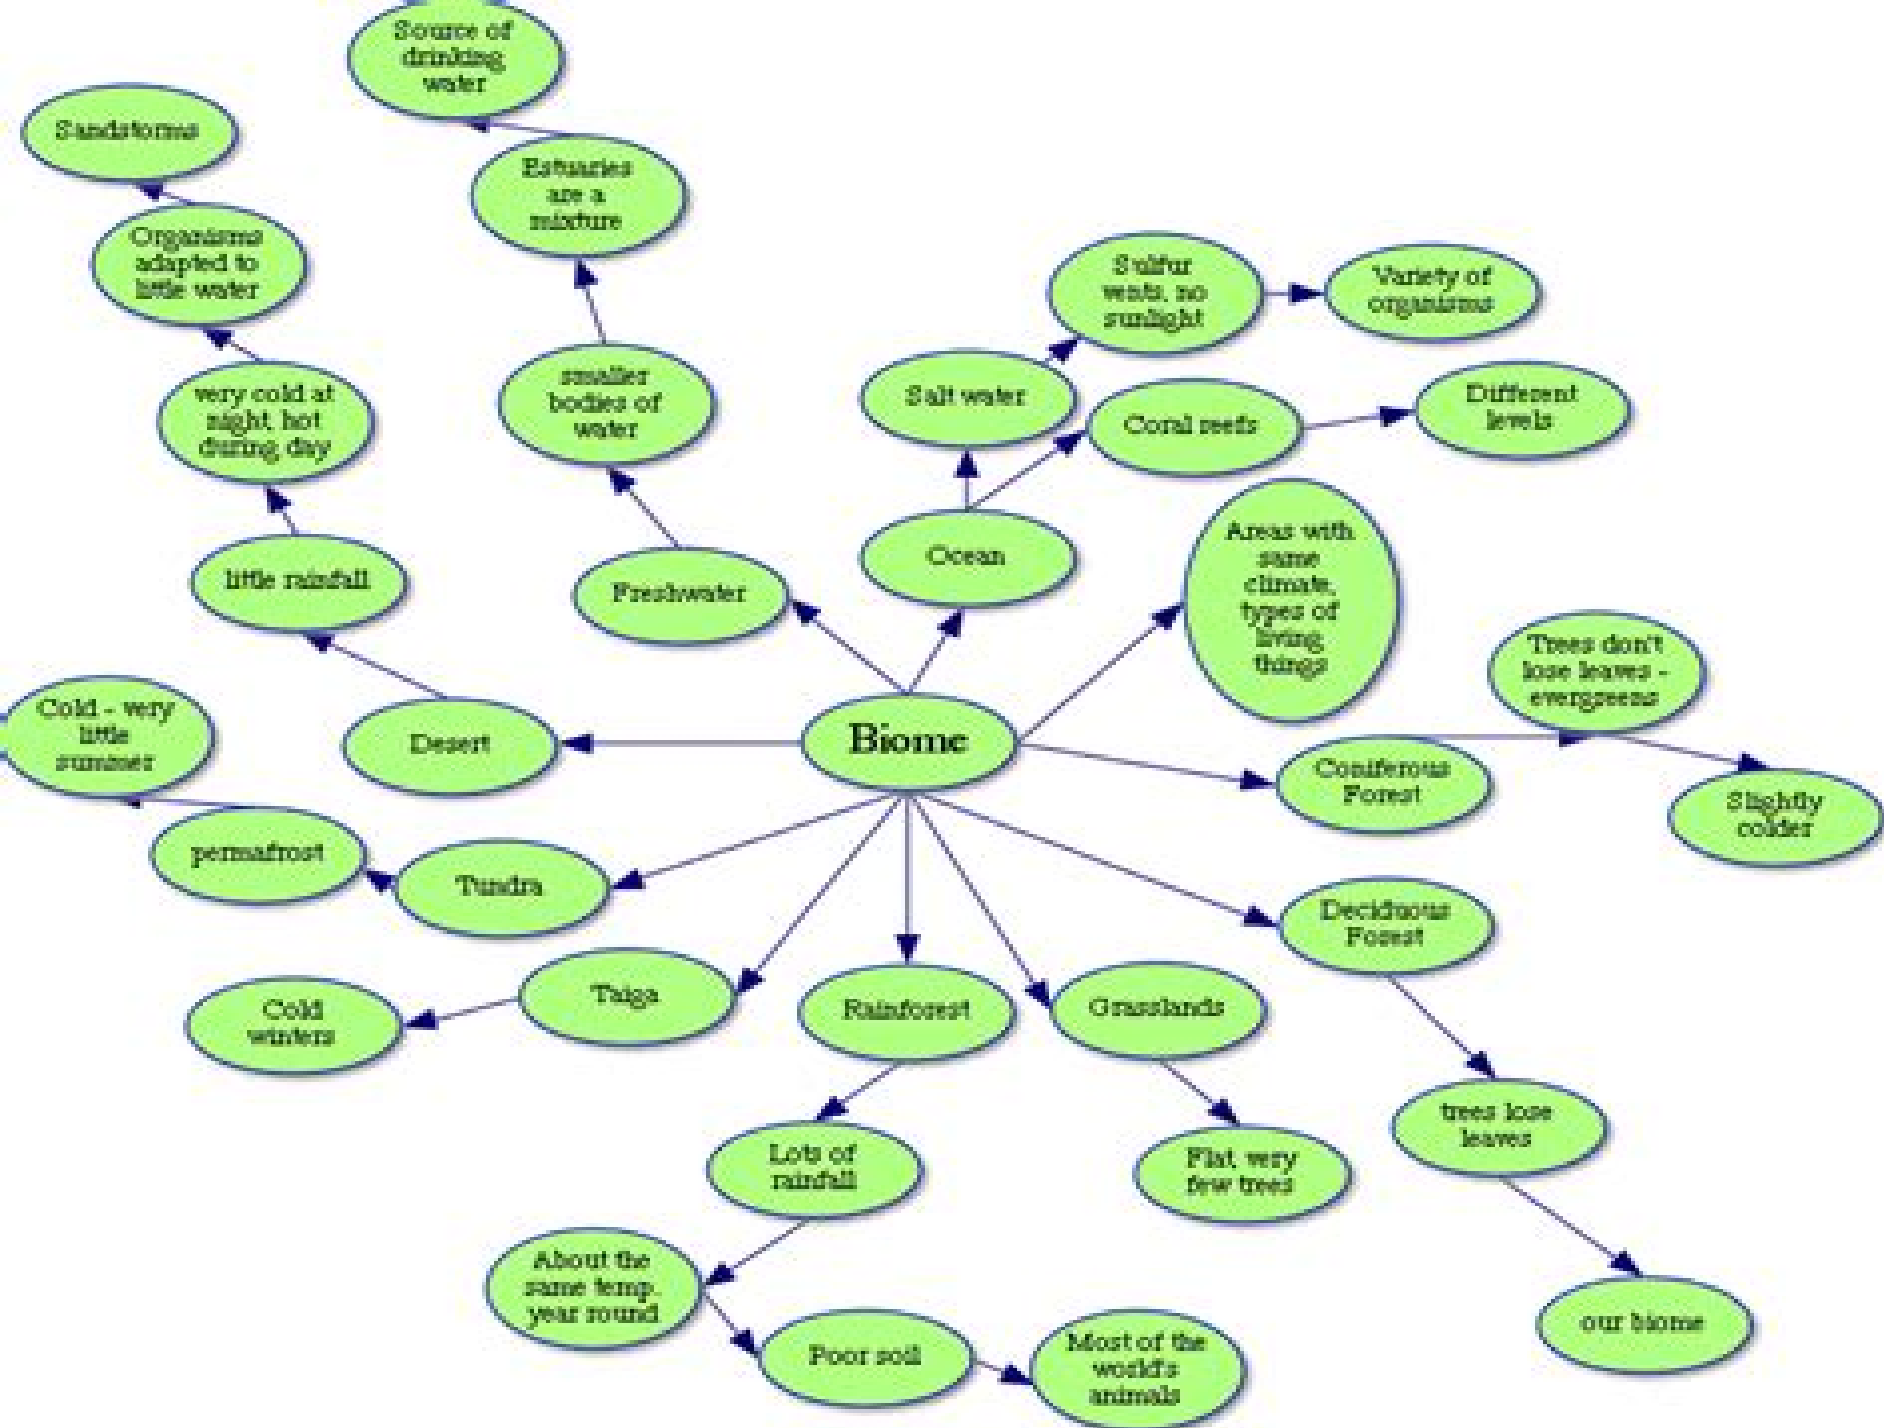 Source of
drinking
water
Sandstorms
Estuaries
are a
mixture
Organisms
adapted to
little water
Sulfur
vents, no
sunlight
Variety of
organisms
very cold at
night, hot
during day
smaller
bodies of
water
Salt water
Coral reefs
Different
levels
little rainfall
Freshwater
Ocean
Areas with
same
climate,
types of
living
things
Trees don't
lose leaves -
evergreens
Cold - very
little
summer
Desert
Biome
Coniferous
Forest
Slightly
colder
permafrost
Tundra
Deciduous
Forest
Cold
winters
Taiga
Rainforest
Grasslands
trees lose
leaves
Lots of
rainfall
Flat, very
few trees
About the
same temp.
year round
our biome
Poor soil
Most of the
world's
animals